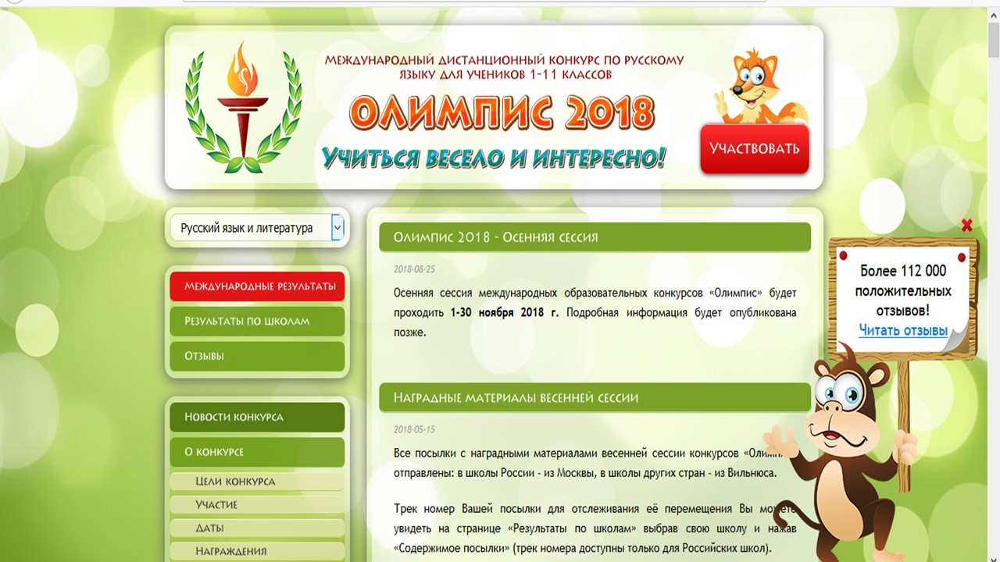 Международный дистанционный конкурс по русскому
языку для учеников 1-11 классов
Олимпис 2018
Учиться весело и интересно!
Участвовать
Русский язык и литература
Международные результаты
Результаты по школам
Отзывы
Новости конкурса
О конкурсе
Цели конкурса
Участие
Даты
Награждения
Олимпис 2018 - Осенняя сессия
2018-08-25
Осенняя сессия международных образовательных конкурсов «Олимпис» будет
проходить 1-30 ноября 2018 г. Подробная информация будет опубликована
позже.
Наградные материалы весенней сессии
2018-05-15
Все посылки с наградными материалами весенней сессии конкурсов
отправлены: в школы России - из Москвы, в школы других стран - из Вильнюса.
Трек номер Вашей посылки для отслеживания её перемещения Вы можете
увидеть на странице «Результаты по школам» выбрав свою школу и нажав
«Содержимое посылки» (трек номера доступны только для Российских школ).
Более 112 000
положительных
отзывов!
Читать отзывы